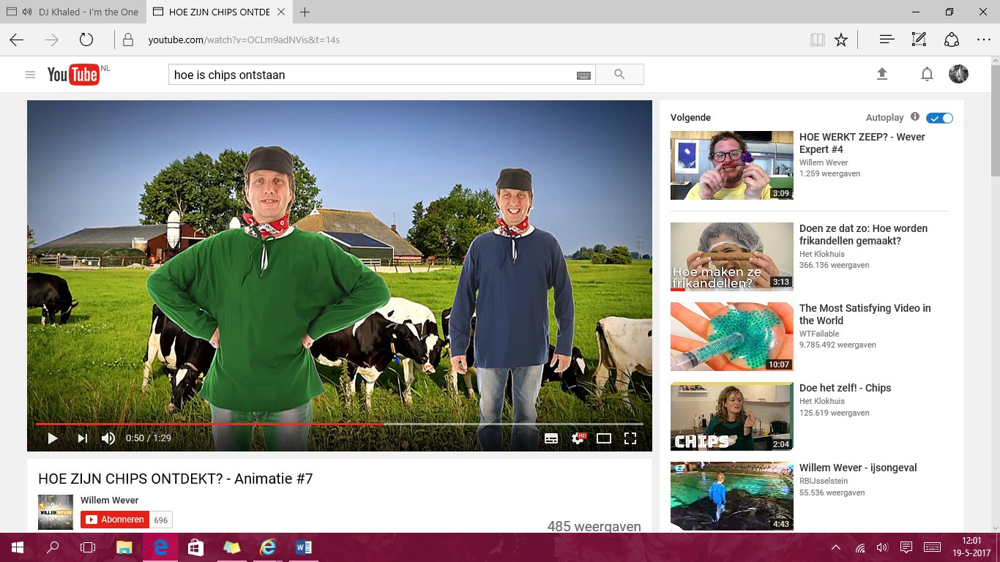 DJ Khaled - I'm the One
HOE ZIJN CHIPS ONTDE
youtube.com/watch?v=OCLm9adNVis&t=14s
YouTube NL
hoe is chips ontstaan
Volgende
Autoplay
HOE WERKT ZEEP? - Wever
Expert #4
Willem Wever
1.259 weergaven
3:09
Doen ze dat zo: Hoe worden
frikandellen gemaakt?
Het Klokhuis
366.136 weergaven
Hoe maken ze
frikandellen?
3:13
The Most Satisfying Video in
the World
WTFailable
9.785.492 weergaven
10:07
Doe het zelf! - Chips
Het Klokhuis
125.619 weergaven
CHIPS
2:04
Willem Wever - ijsongeval
RBIJsselstein
55.536 weergaven
4:43
0:50 / 1:29
HD
HOE ZIJN CHIPS ONTDEKT? - Animatie #7
Willem Wever
WILLEM WEVER
Abonneren 696
485 weergaven
12:01
19-5-2017